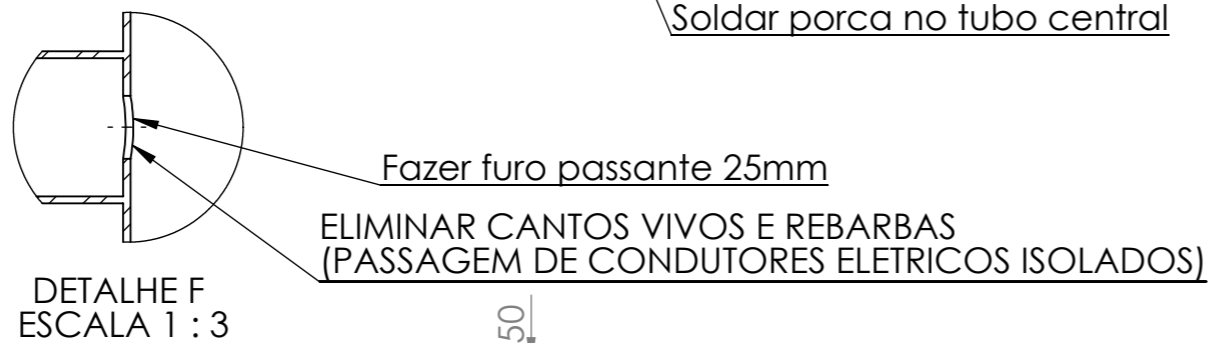 Soldar porca no tubo central
Fazer furo passante 25mm
ELIMINAR CANTOS VIVOS E REBARBAS
(PASSAGEM DE CONDUTORES ELETRICOS ISOLADOS)
DETALHE F
ESCALA 1 : 3
50